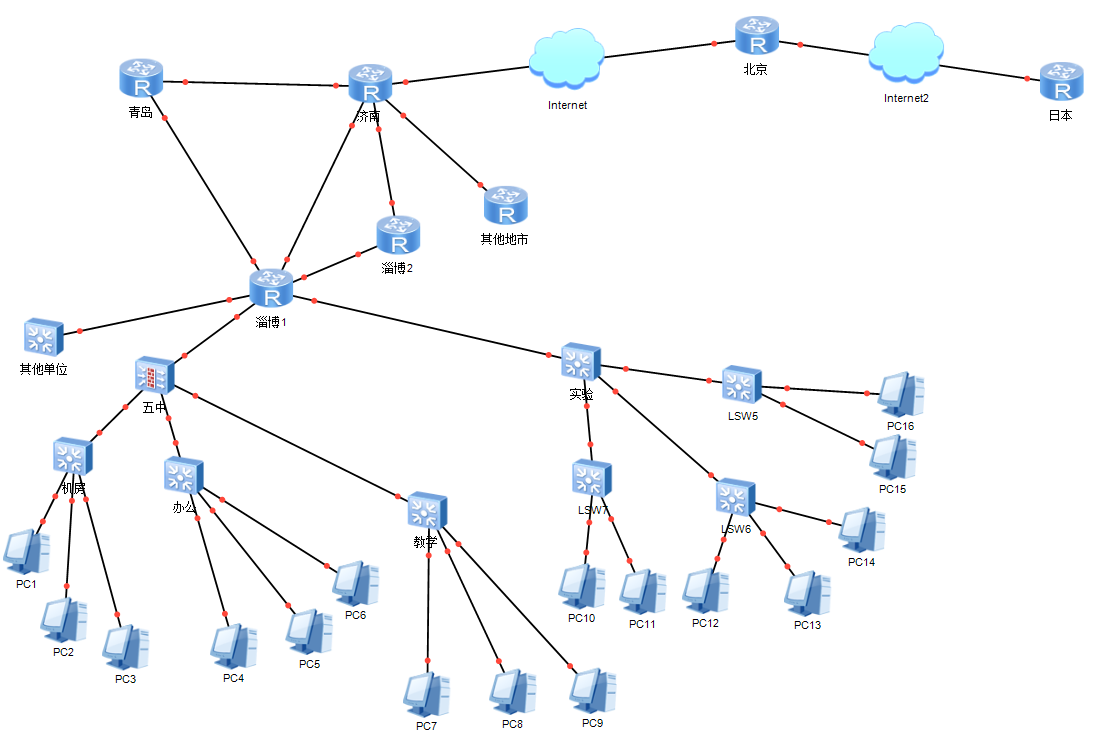 北京
Internet
Internet2
青岛
济南
日本
其他地市
淄博2
淄博1
其他单位
五中
实验
LSW5
PC16
机房
办公
PC15
LSW7
LSW6
教学
PC14
PC1
PC6
PC10
PC11
PC12
PC13
PC2
PC5
PC3
PC4
PC7
PC8
PC9
R
R
R
R
R
R
R